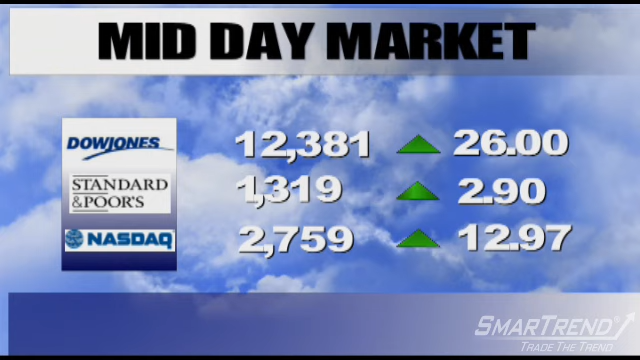 MID DAY MARKET
DOWJONES 12,381 26.00
STANDARD
&POOR'S 1,319 2.90
NASDAQ 2,759 12.97
SMARTREND®
TRADE THE TREND